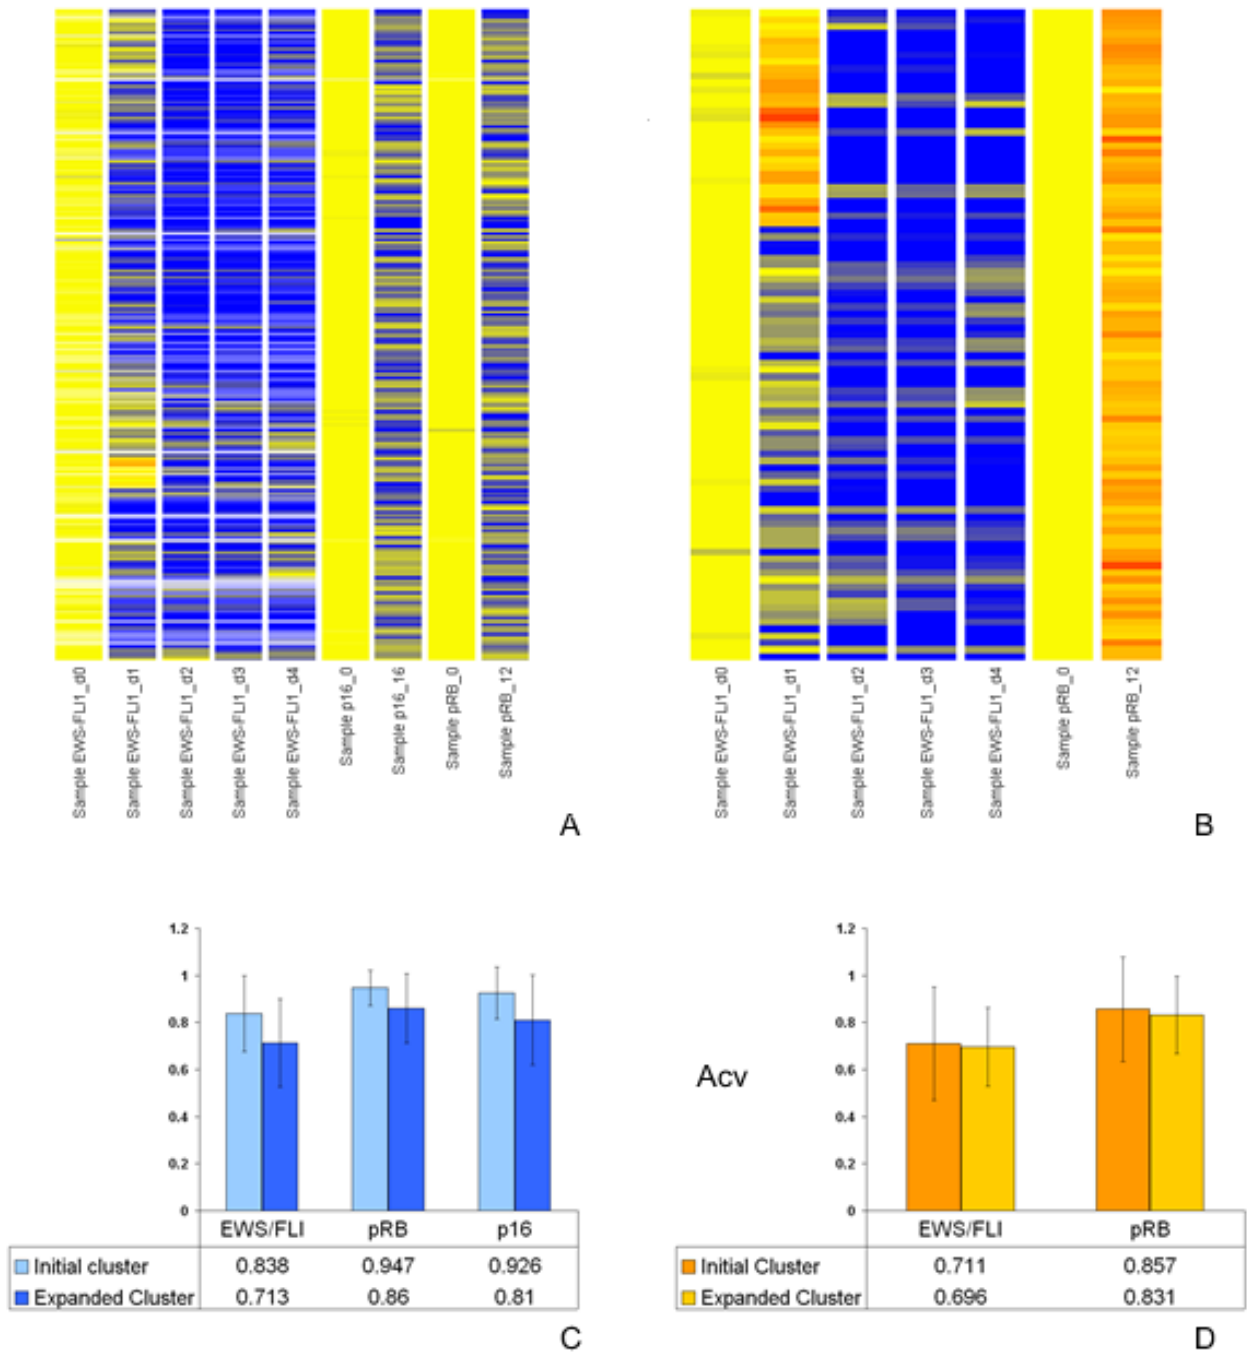 Sample EWS-FLI1_d0
Sample EWS-FLI1_d1
Sample EWS-FLI1_d2
Sample EWS-FLI1_d3
Sample EWS-FLI1_d4
Sample p16_0
Sample p16_16
Sample pRB_0
Sample pRB_12
A
Sample EWS-FLI1_d0
Sample EWS-FLI1_d1
Sample EWS-FLI1_d2
Sample EWS-FLI1_d3
Sample EWS-FLI1_d4
Sample pRB_0
Sample pRB_12
B
1.2
1
0.8
0.6
0.4
0.2
0
EWS/FLI pRB p16
Initial cluster 0.838 0.947 0.926
Expanded Cluster 0.713 0.86 0.81
C
Acv
1.2
1
0.8
0.6
0.4
0.2
0
EWS/FLI pRB
Initial Cluster 0.711 0.857
Expanded Cluster 0.696 0.831
D